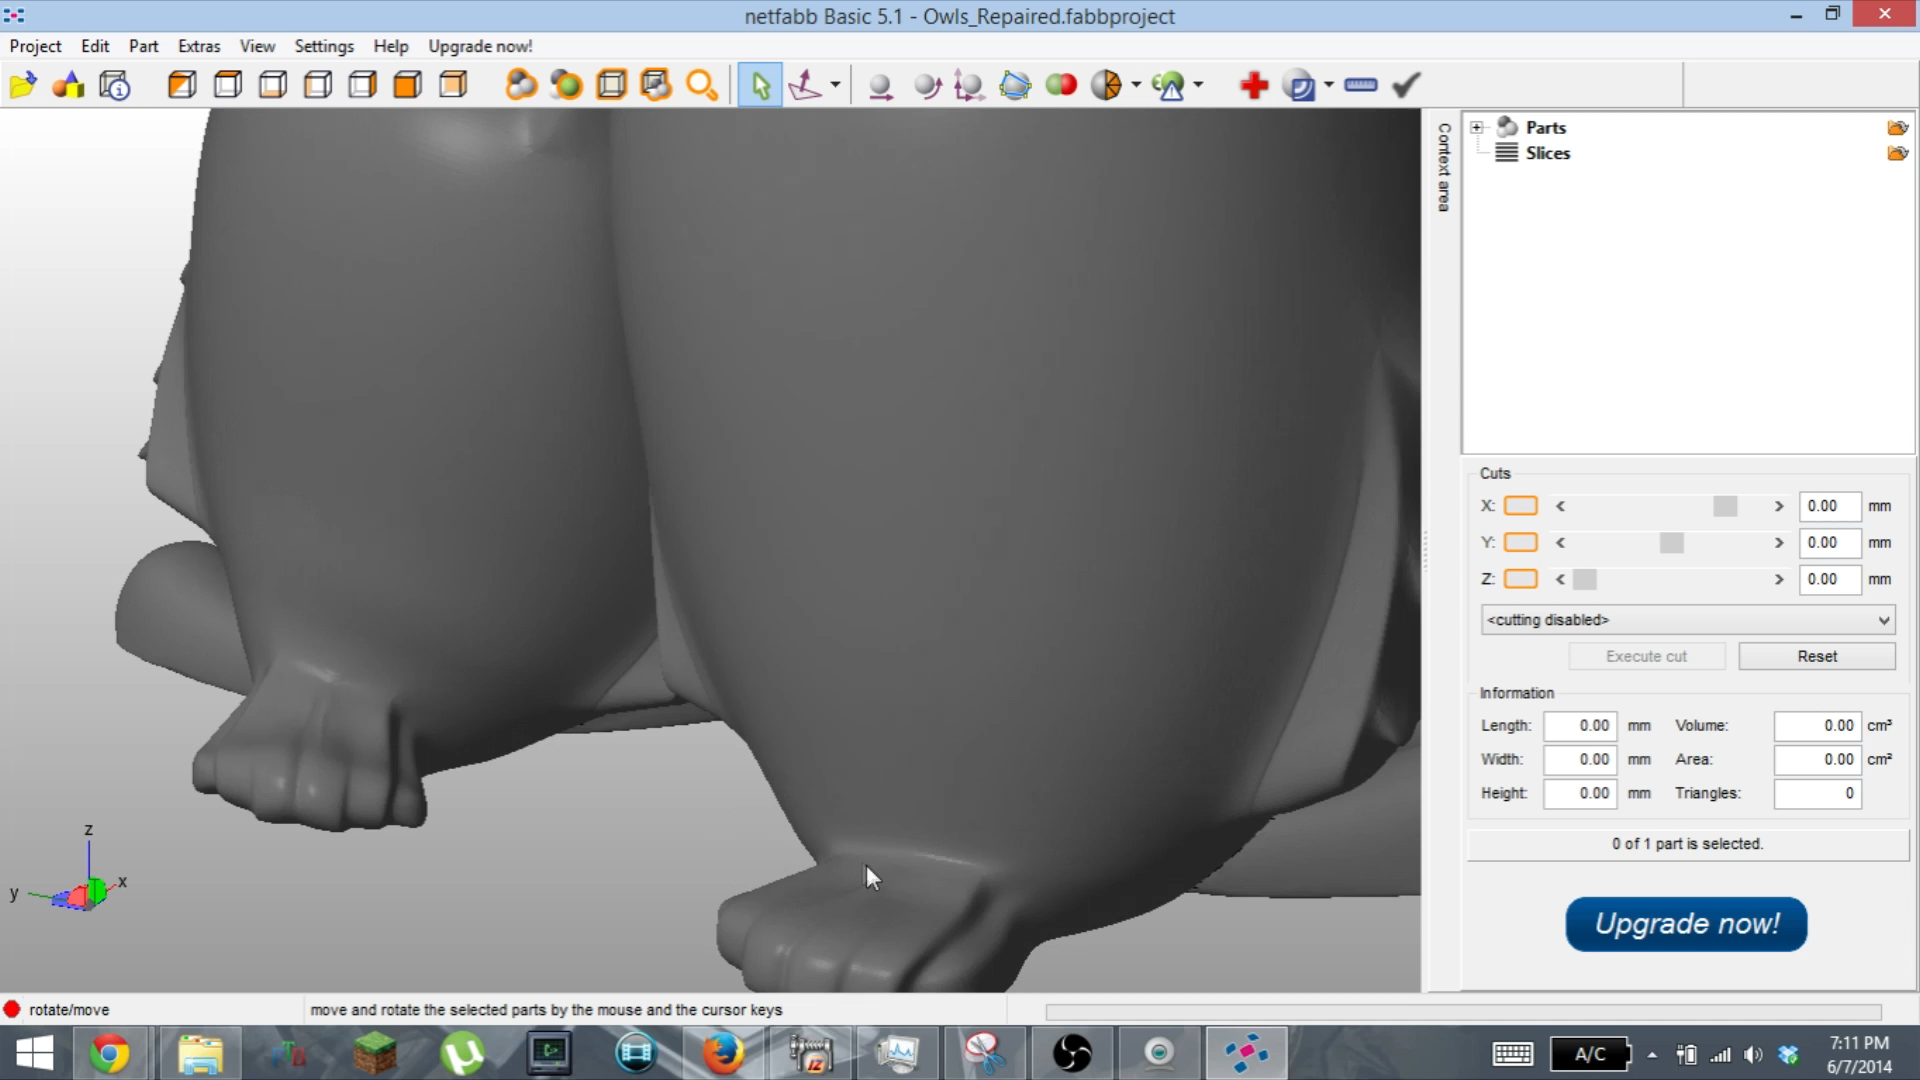 netfabb Basic 5.1 - Owls_Repaired.fabbproject
Project Edit Part Extras View Settings Help Upgrade now!
Context area
Parts
Slices
Cuts
X: < > 0.00 mm
Y: < > 0.00 mm
Z: < > 0.00 mm
<cutting disabled>
Execute cut Reset
Information
Length: 0.00 mm Volume: 0.00 cm³
Width: 0.00 mm Area: 0.00 cm²
Height: 0.00 mm Triangles: 0
0 of 1 part is selected.
Upgrade now!
z
y x
rotate/move move and rotate the selected parts by the mouse and the cursor keys
A/C
7:11 PM
6/7/2014